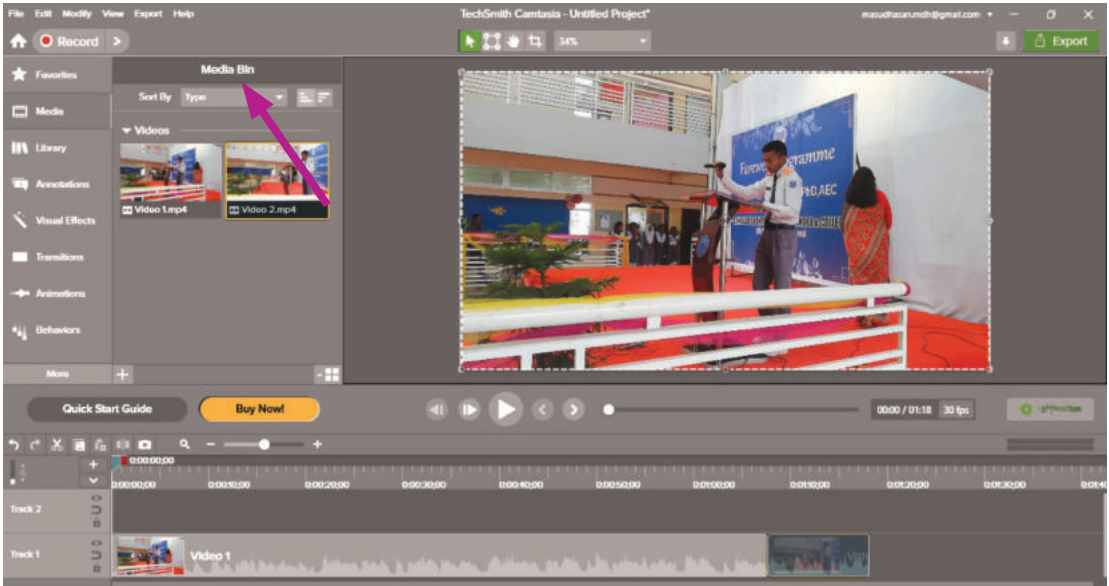 File Edit Modify View Export Help
TechSmith Camtasia - Untitled Project*
masudhasan.mdh@gmail.com
Record
34%
Export
Favorites
Media
Library
Annotations
Visual Effects
Transitions
Animations
Behaviors
More
Media Bin
Sort By Type
Videos
Video 1.mp4
Video 2.mp4
PhD,AEC
Quick Start Guide
Buy Now!
00:00 / 01:18
30 fps
0:00:00;00
0:00:00;00 0:00:10;00 0:00:20;00 0:00:30;00 0:00:40;00 0:00:50;00 0:01:00;00 0:01:10;00 0:01:20;00 0:01:30;00
Track 2
Track 1
Video 1